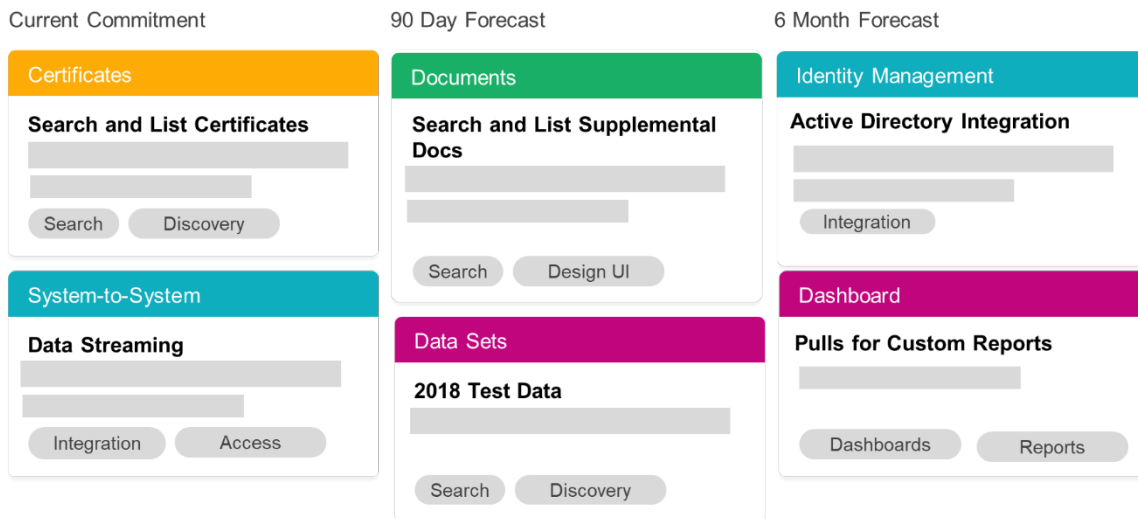 Current Commitment
Certificates
Search and List Certificates
Search
Discovery
System-to-System
Data Streaming
Integration
Access
90 Day Forecast
Documents
Search and List Supplemental
Docs
Search
Design UI
Data Sets
2018 Test Data
Search
Discovery
6 Month Forecast
Identity Management
Active Directory Integration
Integration
Dashboard
Pulls for Custom Reports
Dashboards
Reports